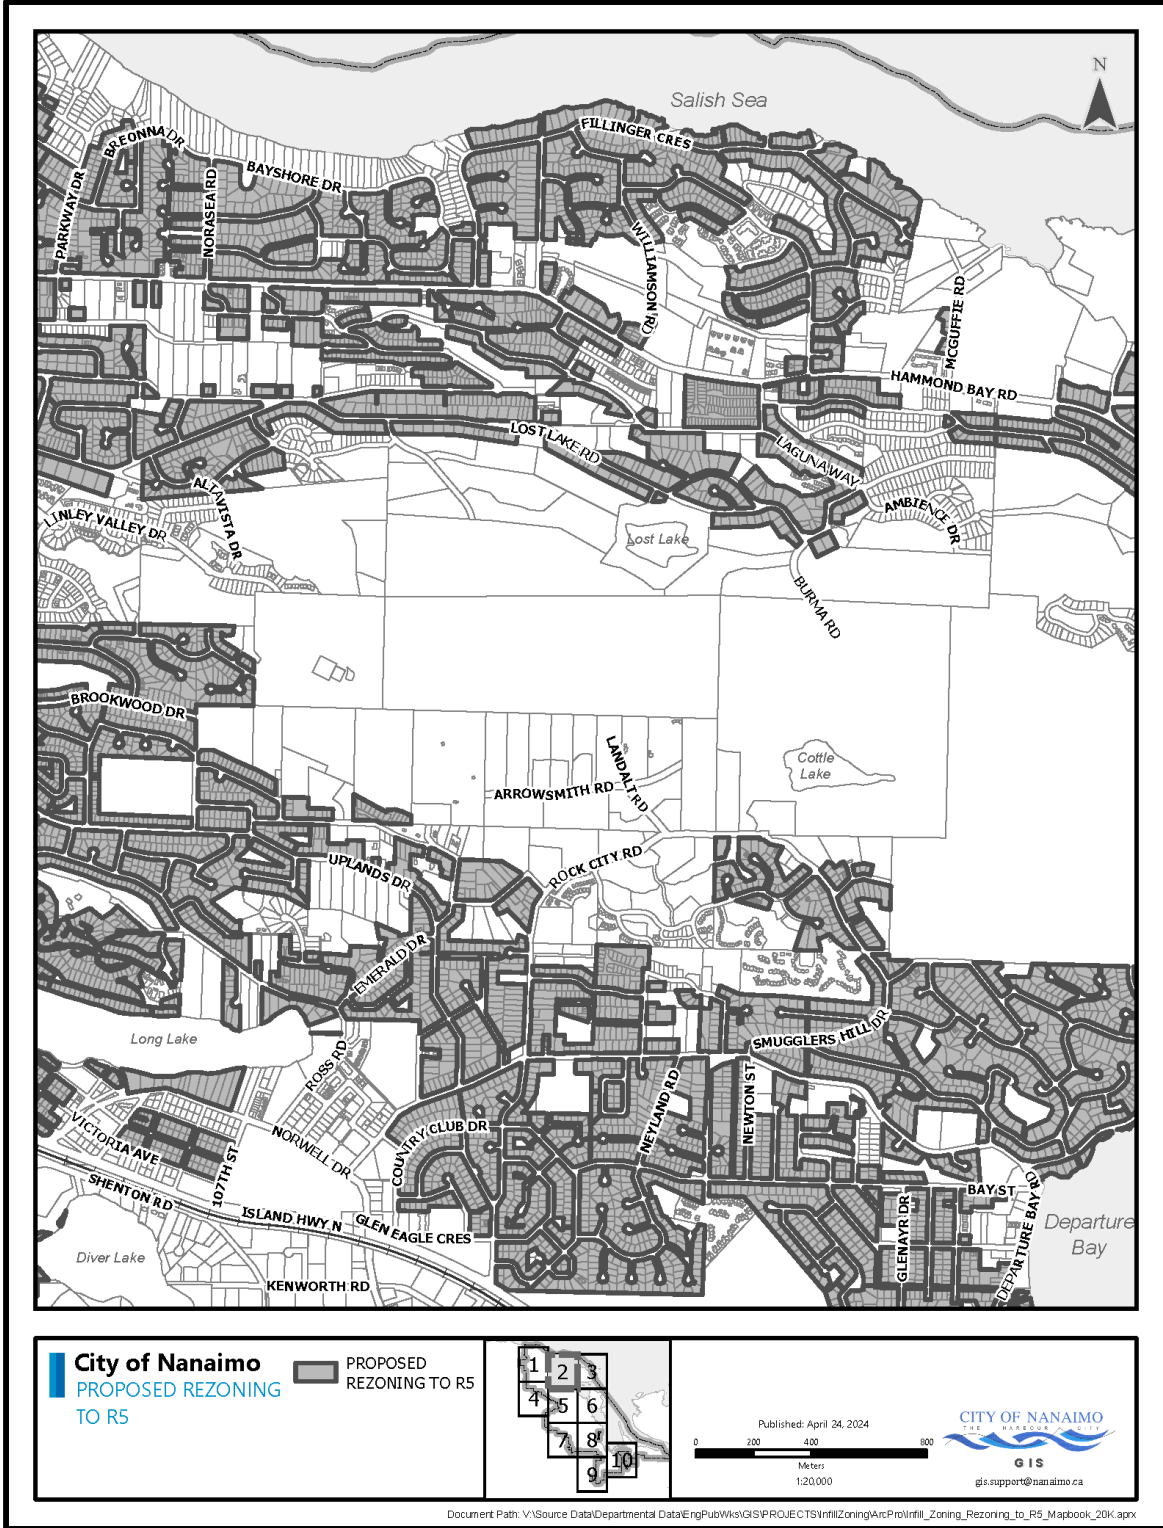 Salish Sea
N
FILLINGER CRES
BREONNA DR
BAYSHORE DR
PARKWAY DR
NORASEA RD
WILLIAMSON RD
MCGUFFIE RD
HAMMOND BAY RD
LOST LAKE RD
LAGUNA WAY
ALTAVISTA DR
AMBIENCE DR
LINLEY VALLEY DR
Lost Lake
BURMA RD
BROOKWOOD DR
LANDALT RD
Cottle
Lake
ARROWSMITH RD
ROCK CITY RD
UPLANDS DR
EMERALD DR
Long Lake
SMUGGLERS HILL DR
ROSS RD
NEYLAND RD
NEWTON ST
VICTORIA AVE
NORWELL DR
COUNTRY CLUB DR
107TH ST
SHENTON RD
ISLAND HWY N
GLEN EAGLE CRES
BAY ST
GLENAYR DR
DEPARTURE BAY RD
Departure
Bay
Diver Lake
KENWORTH RD
City of Nanaimo
PROPOSED REZONING
TO R5
PROPOSED
REZONING TO R5
1
2
3
4
5
6
7
8
9
10
Published: April 24, 2024
0 200 400 800
Meters
1:20,000
CITY OF NANAIMO
THE HARBOUR CITY
GIS
gis.support@nanaimo.ca
Document Path: V:\Source Data\Departmental Data\EngPubWks\GIS\PROJECTS\InfillZoning\ArcPro\Infill_Zoning_Rezoning_to_R5_Mapbook_20K.aprx